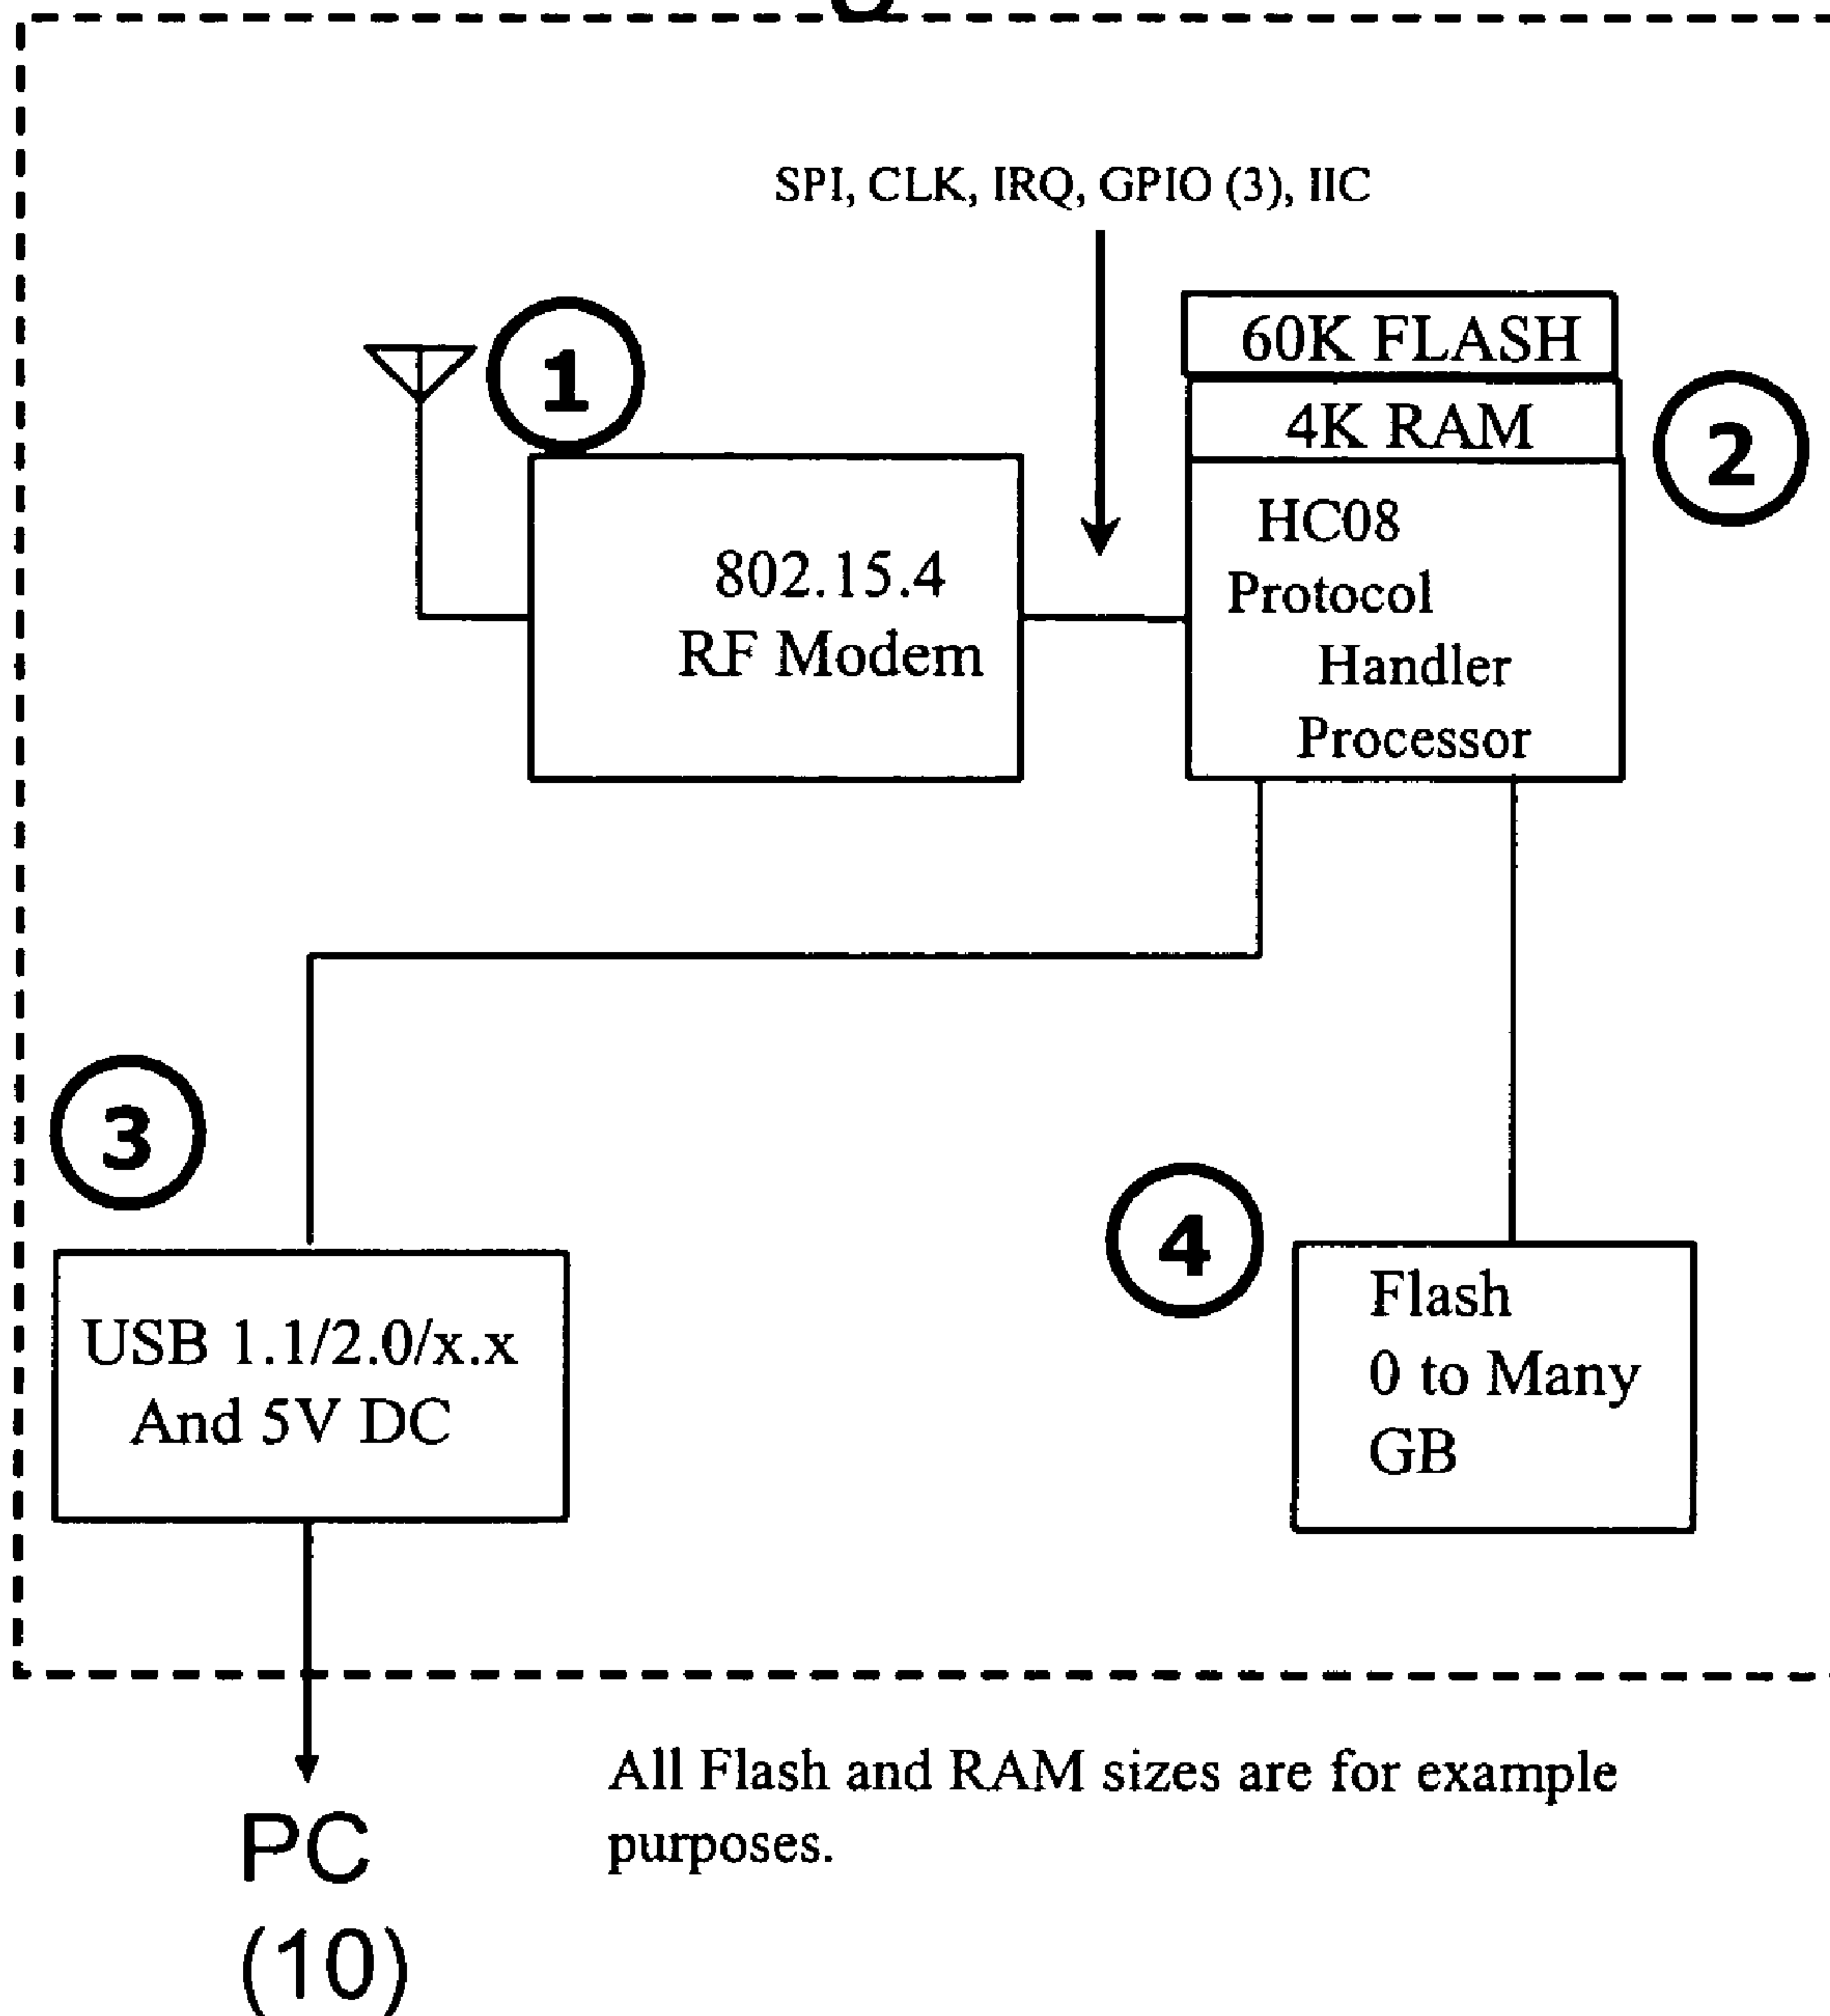 SPI, CLK, IRQ, GPIO (3), IIC
1
60K FLASH
4K RAM
2
HC08
Protocol
Handler
Processor
802.15.4
RF Modem
3
4
USB 1.1/2.0/x.x
And 5V DC
Flash
0 to Many
GB
All Flash and RAM sizes are for example
purposes.
PC
(10)